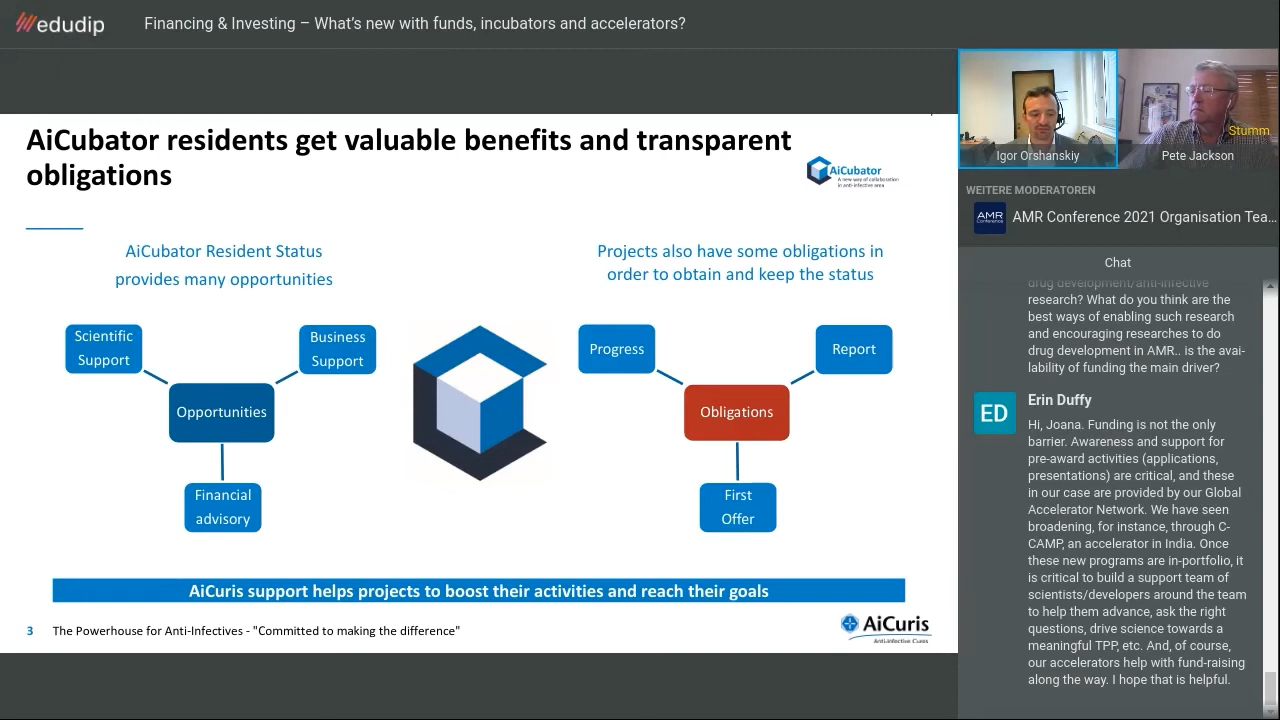 edudip
Financing & Investing – What's new with funds, incubators and accelerators?
AiCubator residents get valuable benefits and transparent
obligations
AiCubator
A new way of collaboration
in anti-infective area
AiCubator Resident Status
provides many opportunities
Scientific
Support
Business
Support
Opportunities
Financial
advisory
Projects also have some obligations in
order to obtain and keep the status
Progress
Report
Obligations
First
Offer
AiCuris support helps projects to boost their activities and reach their goals
3
The Powerhouse for Anti-Infectives - "Committed to making the difference"
AiCuris
Anti-infective Cures
Igor Orshanskiy
Stumm
Pete Jackson
WEITERE MODERATOREN
AMR
AMR Conference 2021 Organisation Tea...
Chat
drug development/anti-infective
research? What do you think are the
best ways of enabling such research
and encouraging researches to do
drug development in AMR.. is the avai-
lability of funding the main driver?
ED
Erin Duffy
Hi, Joana. Funding is not the only
barrier. Awareness and support for
pre-award activities (applications,
presentations) are critical, and these
in our case are provided by our Global
Accelerator Network. We have seen
broadening, for instance, through C-
CAMP, an accelerator in India. Once
these new programs are in-portfolio, it
is critical to build a support team of
scientists/developers around the team
to help them advance, ask the right
questions, drive science towards a
meaningful TPP, etc. And, of course,
our accelerators help with fund-raising
along the way. I hope that is helpful.